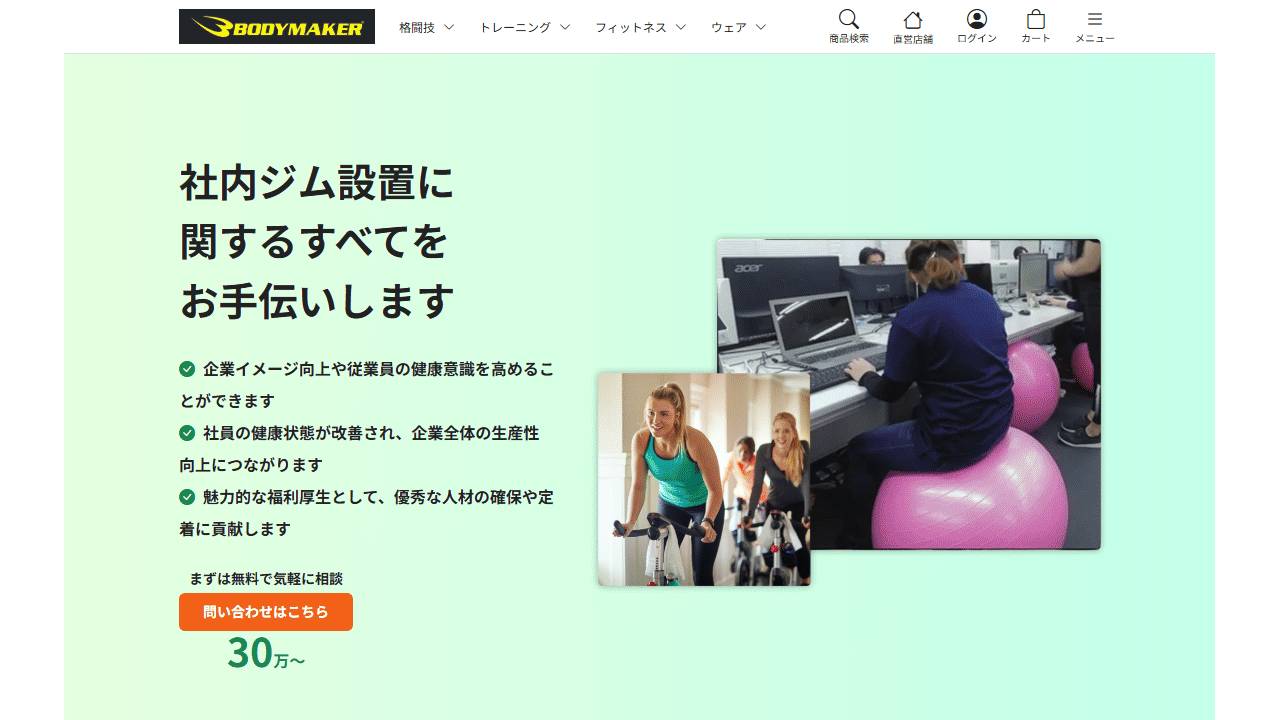 BODYMAKER
格闘技
トレーニング
フィットネス
ウェア
商品検索
直営店舗
ログイン
カート
メニュー
社内ジム設置に
関するすべてを
お手伝いします
企業イメージ向上や従業員の健康意識を高めるこ
とができます
社員の健康状態が改善され、企業全体の生産性
向上につながります
魅力的な福利厚生として、優秀な人材の確保や定
着に貢献します
acer
まずは無料で気軽に相談
問い合わせはこちら
30万〜